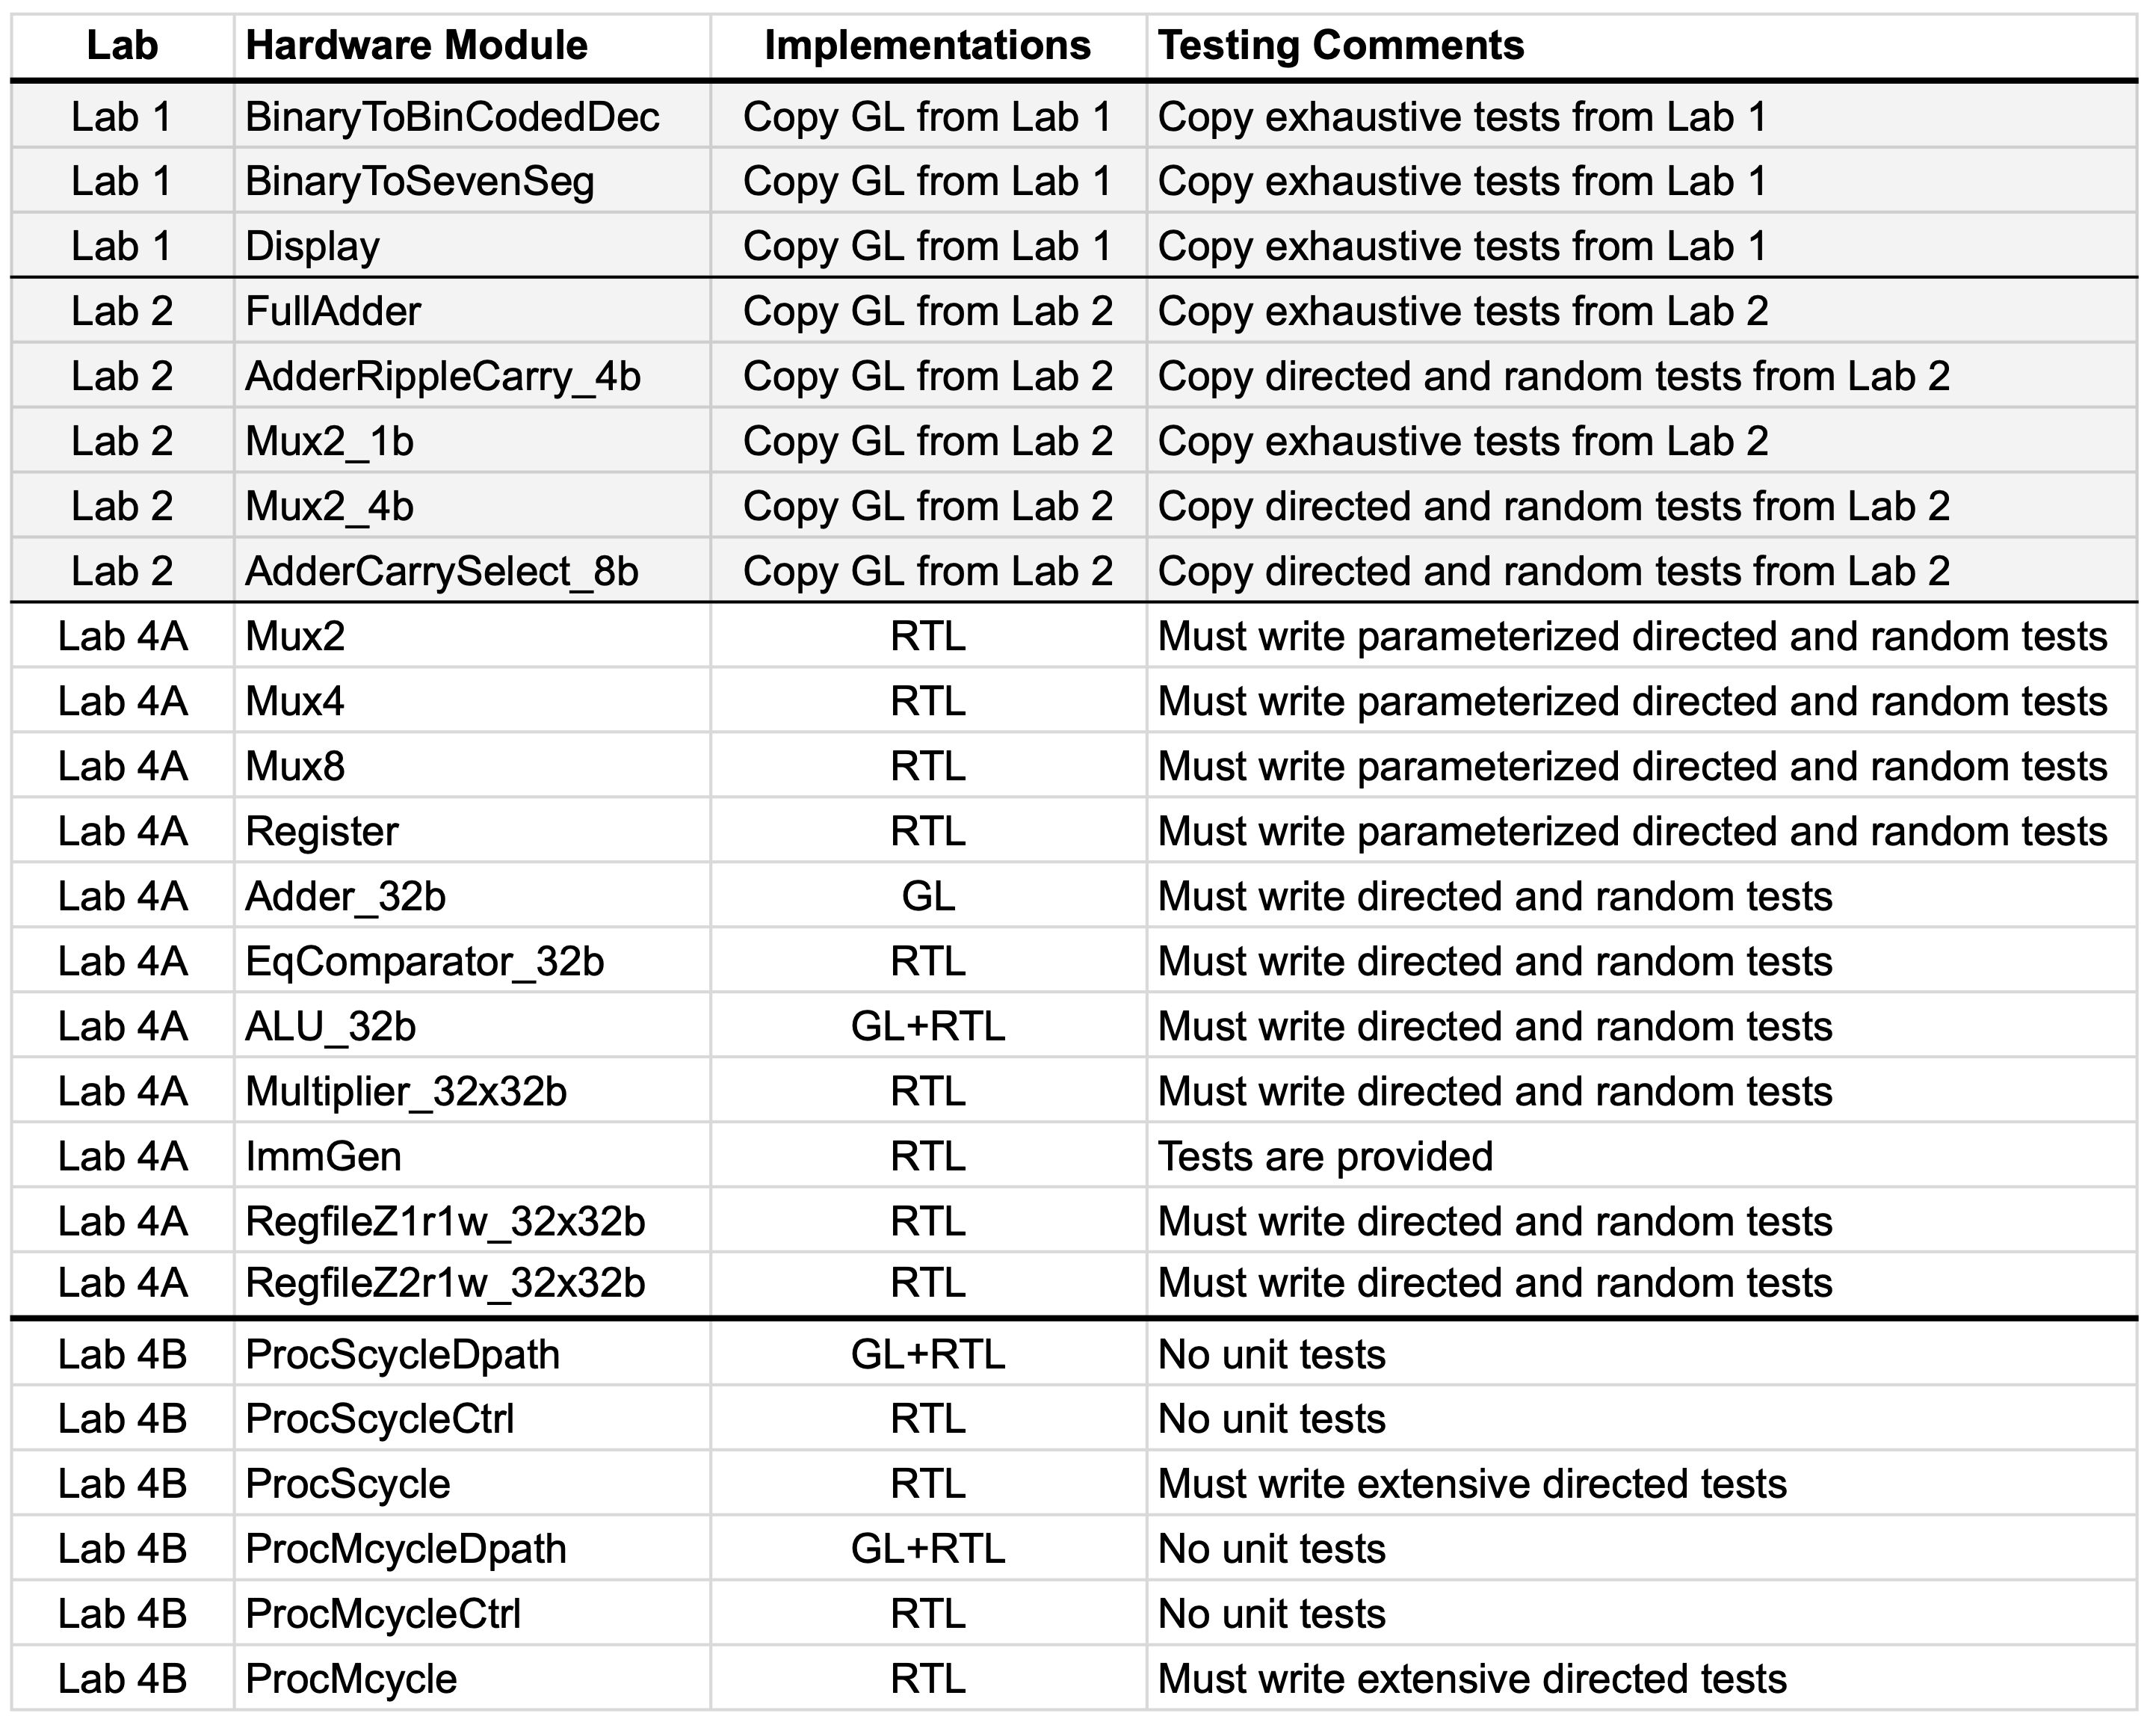 Lab Hardware Module Implementations Testing Comments
Lab 1 BinaryToBinCodedDec Copy GL from Lab 1 Copy exhaustive tests from Lab 1
Lab 1 BinaryToSevenSeg Copy GL from Lab 1 Copy exhaustive tests from Lab 1
Lab 1 Display Copy GL from Lab 1 Copy exhaustive tests from Lab 1
Lab 2 FullAdder Copy GL from Lab 2 Copy exhaustive tests from Lab 2
Lab 2 AdderRippleCarry_4b Copy GL from Lab 2 Copy directed and random tests from Lab 2
Lab 2 Mux2_1b Copy GL from Lab 2 Copy exhaustive tests from Lab 2
Lab 2 Mux2_4b Copy GL from Lab 2 Copy directed and random tests from Lab 2
Lab 2 AdderCarrySelect_8b Copy GL from Lab 2 Copy directed and random tests from Lab 2
Lab 4A Mux2 RTL Must write parameterized directed and random tests
Lab 4A Mux4 RTL Must write parameterized directed and random tests
Lab 4A Mux8 RTL Must write parameterized directed and random tests
Lab 4A Register RTL Must write parameterized directed and random tests
Lab 4A Adder_32b GL Must write directed and random tests
Lab 4A EqComparator_32b RTL Must write directed and random tests
Lab 4A ALU_32b GL+RTL Must write directed and random tests
Lab 4A Multiplier_32x32b RTL Must write directed and random tests
Lab 4A ImmGen RTL Tests are provided
Lab 4A RegfileZ1r1w_32x32b RTL Must write directed and random tests
Lab 4A RegfileZ2r1w_32x32b RTL Must write directed and random tests
Lab 4B ProcScycleDpath GL+RTL No unit tests
Lab 4B ProcScycleCtrl RTL No unit tests
Lab 4B ProcScycle RTL Must write extensive directed tests
Lab 4B ProcMcycleDpath GL+RTL No unit tests
Lab 4B ProcMcycleCtrl RTL No unit tests
Lab 4B ProcMcycle RTL Must write extensive directed tests